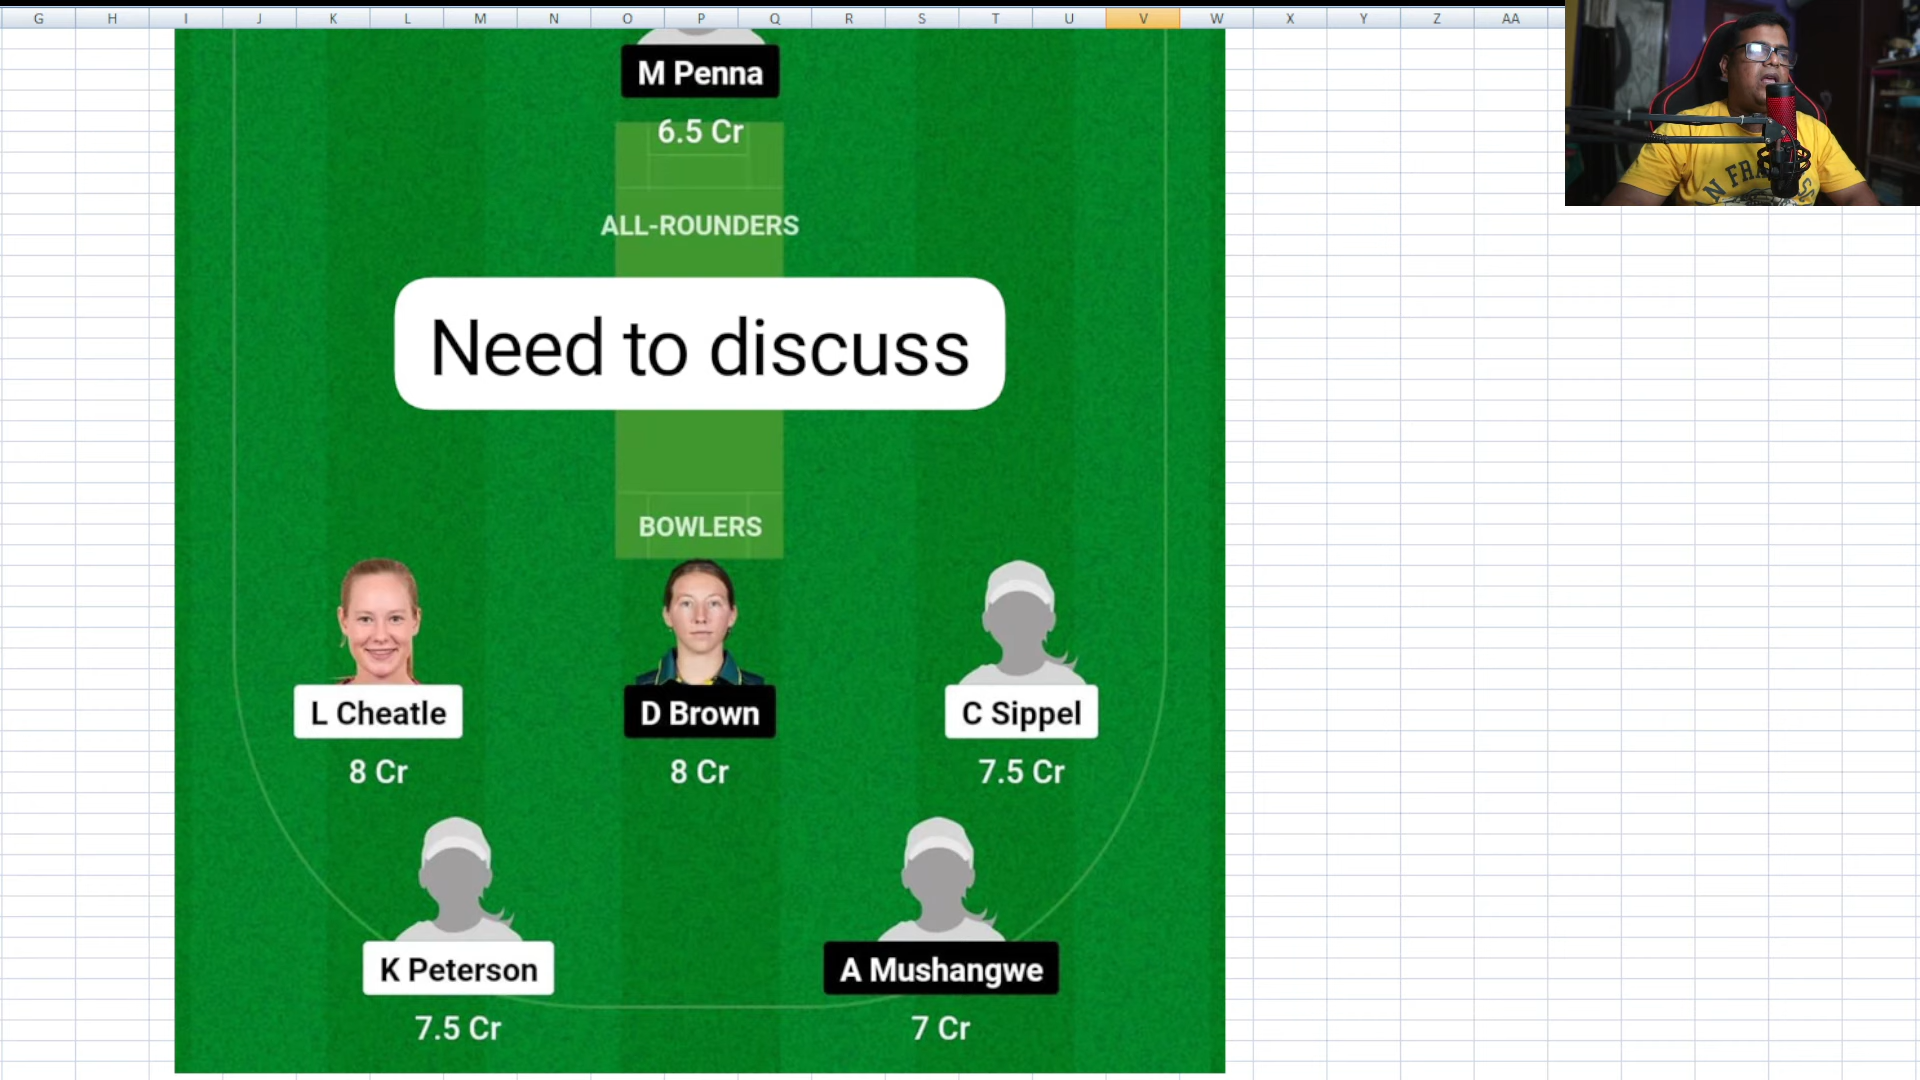 G H I J K L M N O P Q R S T U V W X Y Z AA
M Penna
6.5 Cr
ALL-ROUNDERS
Need to discuss
BOWLERS
L Cheatle
D Brown
C Sippel
8 Cr
8 Cr
7.5 Cr
K Peterson
A Mushangwe
7.5 Cr
7 Cr